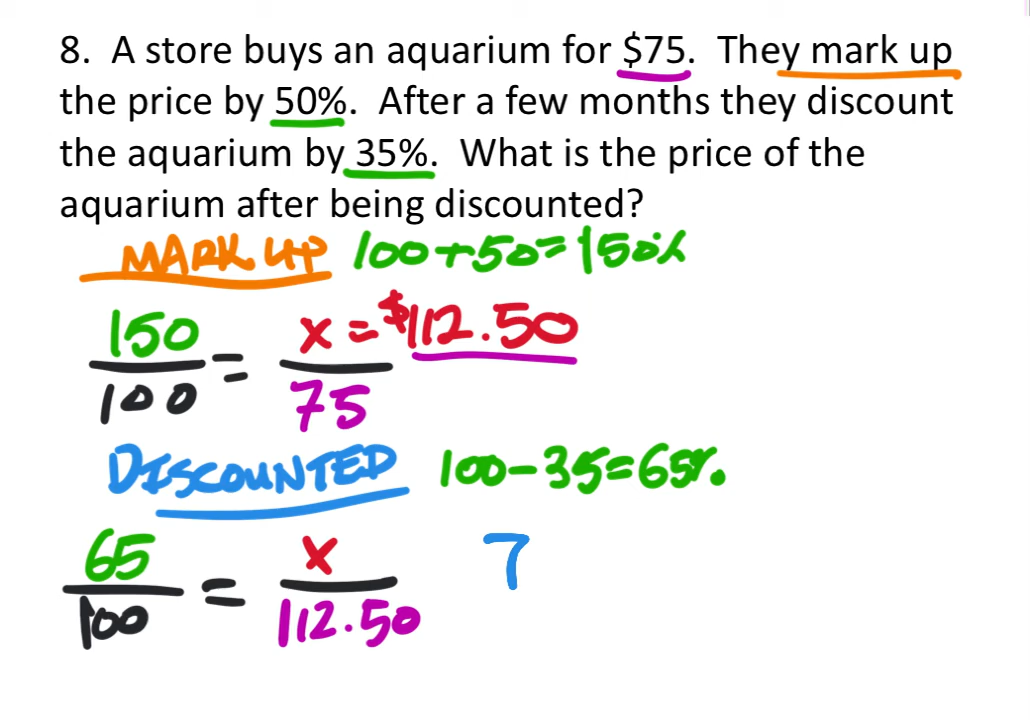 8. A store buys an aquarium for $75. They mark up
the price by 50%. After a few months they discount
the aquarium by 35%. What is the price of the
aquarium after being discounted?
MARK UP 100+50=150%
150/100 = x/75 x=$112.50
DISCOUNTED 100-35=65%.
65/100 = x/112.50 7